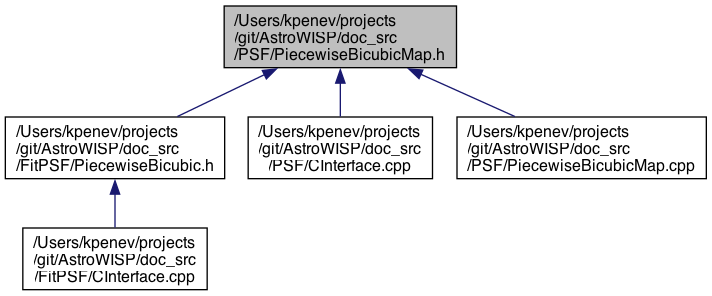 /Users/kpenev/projects
/git/AstroWISP/doc_src
/PSF/PiecewiseBicubicMap.h
/Users/kpenev/projects
/git/AstroWISP/doc_src
/FitPSF/PiecewiseBicubic.h
/Users/kpenev/projects
/git/AstroWISP/doc_src
/PSF/CInterface.cpp
/Users/kpenev/projects
/git/AstroWISP/doc_src
/PSF/PiecewiseBicubicMap.cpp
/Users/kpenev/projects
/git/AstroWISP/doc_src
/FitPSF/CInterface.cpp